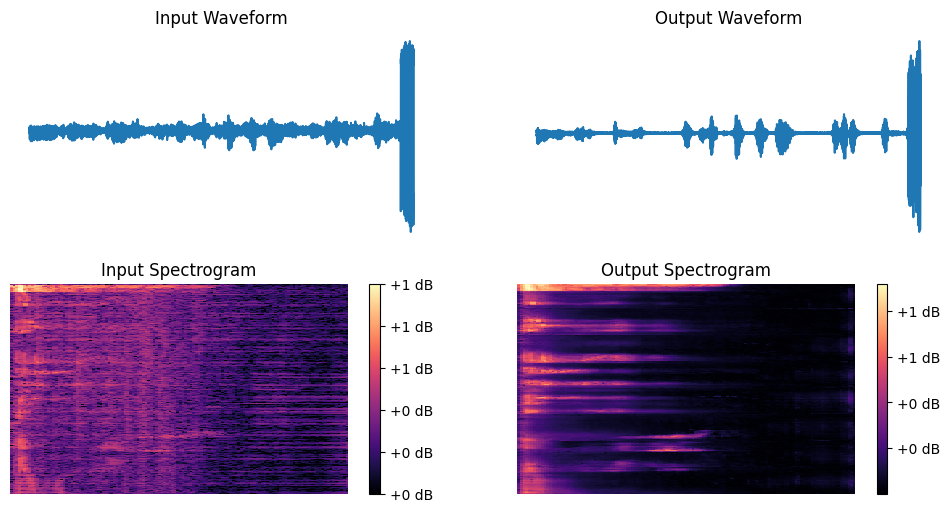 Input Waveform
Output Waveform
Input Spectrogram
+1 dB
+1 dB
+1 dB
+0 dB
+0 dB
+0 dB
Output Spectrogram
+1 dB
+1 dB
+0 dB
+0 dB